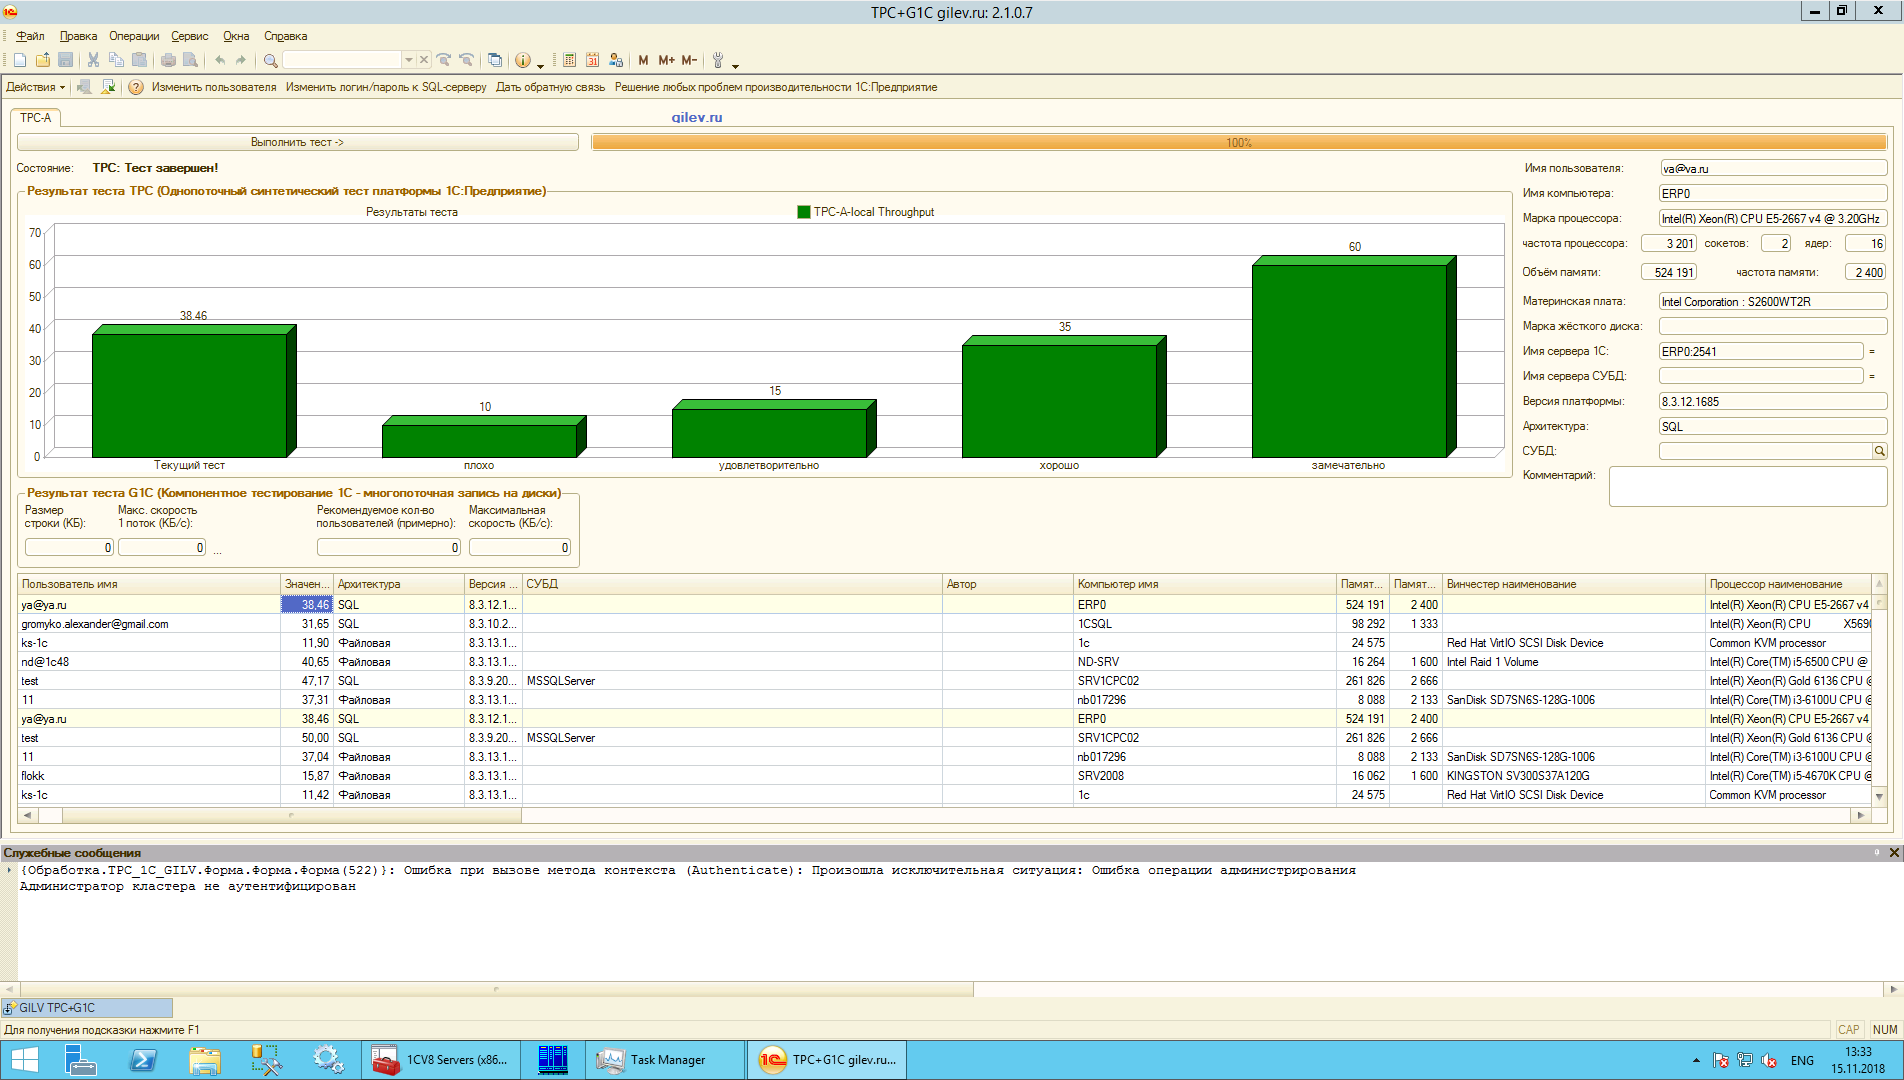 TPC+G1C gilev.ru: 2.1.0.7
Файл Правка Операции Сервис Окна Справка
M M+ M-
Действия Изменить пользователя Изменить логин/пароль к SQL-серверу Дать обратную связь Решение любых проблем производительности 1С:Предприятие
TPC-A
gilev.ru
Выполнить тест ->
100%
Состояние: TPC: Тест завершен!
Результат теста TPC (Однопоточный синтетический тест платформы 1С:Предприятие)
Результаты теста
TPC-A-local Throughput
70
60
50
40
30
20
10
0
38.46
10
15
35
60
Текущий тест
плохо
удовлетворительно
хорошо
замечательно
Имя пользователя: ya@ya.ru
Имя компьютера: ERP0
Марка процессора: Intel(R) Xeon(R) CPU E5-2667 v4 @ 3.20GHz
частота процессора: 3 201 сокетов: 2 ядер: 16
Объём памяти: 524 191 частота памяти: 2 400
Материнская плата: Intel Corporation : S2600WT2R
Марка жёсткого диска:
Имя сервера 1С: ERP0:2541 =
Имя сервера СУБД: =
Версия платформы: 8.3.12.1685
Архитектура: SQL
СУБД:
Комментарий:
Результат теста G1C (Компонентное тестирование 1С - многопоточная запись на диски)
Размер строки (КБ): 0
Макс. скорость 1 поток (КБ/с): 0 ...
Рекомендуемое кол-во пользователей (примерно): 0
Максимальная скорость (КБ/с): 0
Пользователь имя Значен... Архитектура Версия ... СУБД Автор Компьютер имя Памят... Памят... Винчестер наименование Процессор наименование
ya@ya.ru 38,46 SQL 8.3.12.1... ERP0 524 191 2 400 Intel(R) Xeon(R) CPU E5-2667 v4
gromyko.alexander@gmail.com 31,65 SQL 8.3.10.2... 1CSQL 98 292 1 333 Intel(R) Xeon(R) CPU X5690
ks-1c 11,90 Файловая 8.3.13.1... 1c 24 575 Red Hat VirtIO SCSI Disk Device Common KVM processor
nd@1c48 40,65 Файловая 8.3.13.1... ND-SRV 16 264 1 600 Intel Raid 1 Volume Intel(R) Core(TM) i5-6500 CPU @
test 47,17 SQL 8.3.9.20... MSSQLServer SRV1CPC02 261 826 2 666 Intel(R) Xeon(R) Gold 6136 CPU @
11 37,31 Файловая 8.3.13.1... nb017296 8 088 2 133 SanDisk SD7SN6S-128G-1006 Intel(R) Core(TM) i3-6100U CPU @
ya@ya.ru 38,46 SQL 8.3.12.1... ERP0 524 191 2 400 Intel(R) Xeon(R) CPU E5-2667 v4
test 50,00 SQL 8.3.9.20... MSSQLServer SRV1CPC02 261 826 2 666 Intel(R) Xeon(R) Gold 6136 CPU @
11 37,04 Файловая 8.3.13.1... nb017296 8 088 2 133 SanDisk SD7SN6S-128G-1006 Intel(R) Core(TM) i3-6100U CPU @
flokk 15,87 Файловая 8.3.13.1... SRV2008 16 062 1 600 KINGSTON SV300S37A120G Intel(R) Core(TM) i5-4670K CPU @
ks-1c 11,42 Файловая 8.3.13.1... 1c 24 575 Red Hat VirtIO SCSI Disk Device Common KVM processor
Служебные сообщения
{Обработка.TPC_1C_GILV.Форма.Форма.Форма(522)}: Ошибка при вызове метода контекста (Authenticate): Произошла исключительная ситуация: Ошибка операции администрирования
Администратор кластера не аутентифицирован
GILV TPC+G1C
Для получения подсказки нажмите F1
CAP NUM
1CV8 Servers (x86... Task Manager TPC+G1C gilev.ru... ENG 13:33
15.11.2018